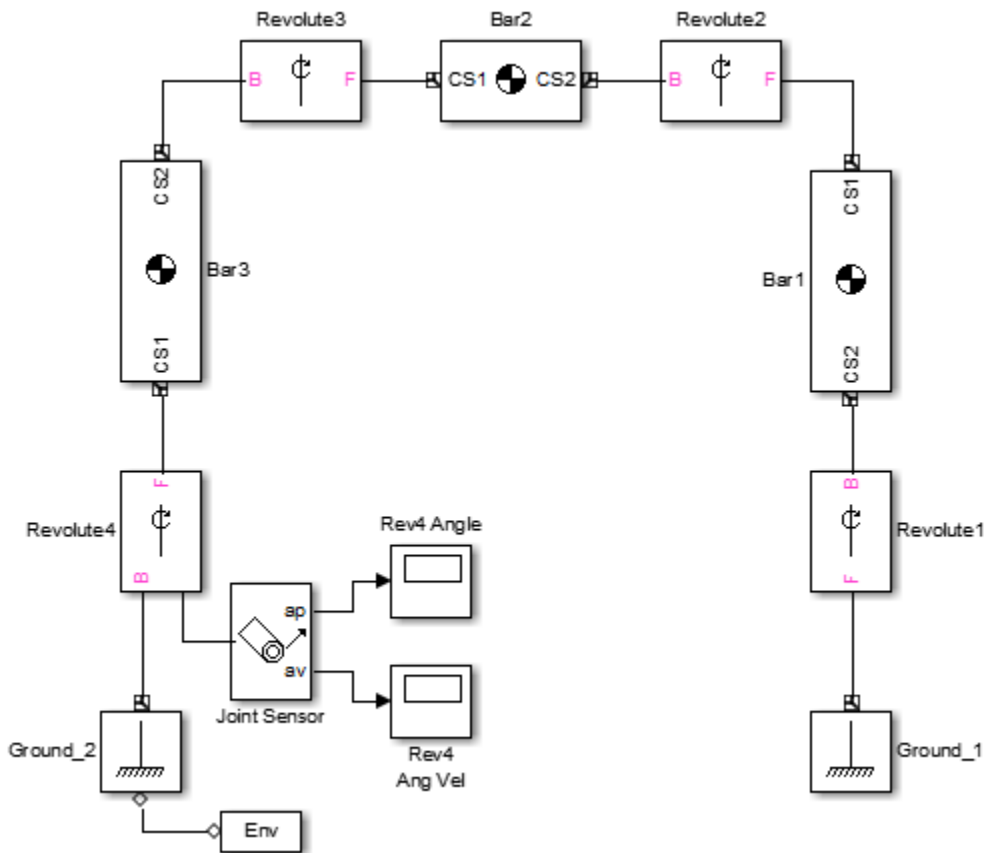 Revolute3
Bar2
Revolute2
B
F
CS1
CS2
B
F
CS2
CS1
Bar3
Bar1
CS1
CS2
F
B
Revolute4
Rev4 Angle
Revolute1
B
F
ap
av
Joint Sensor
Ground_2
Rev4
Ang Vel
Ground_1
Env